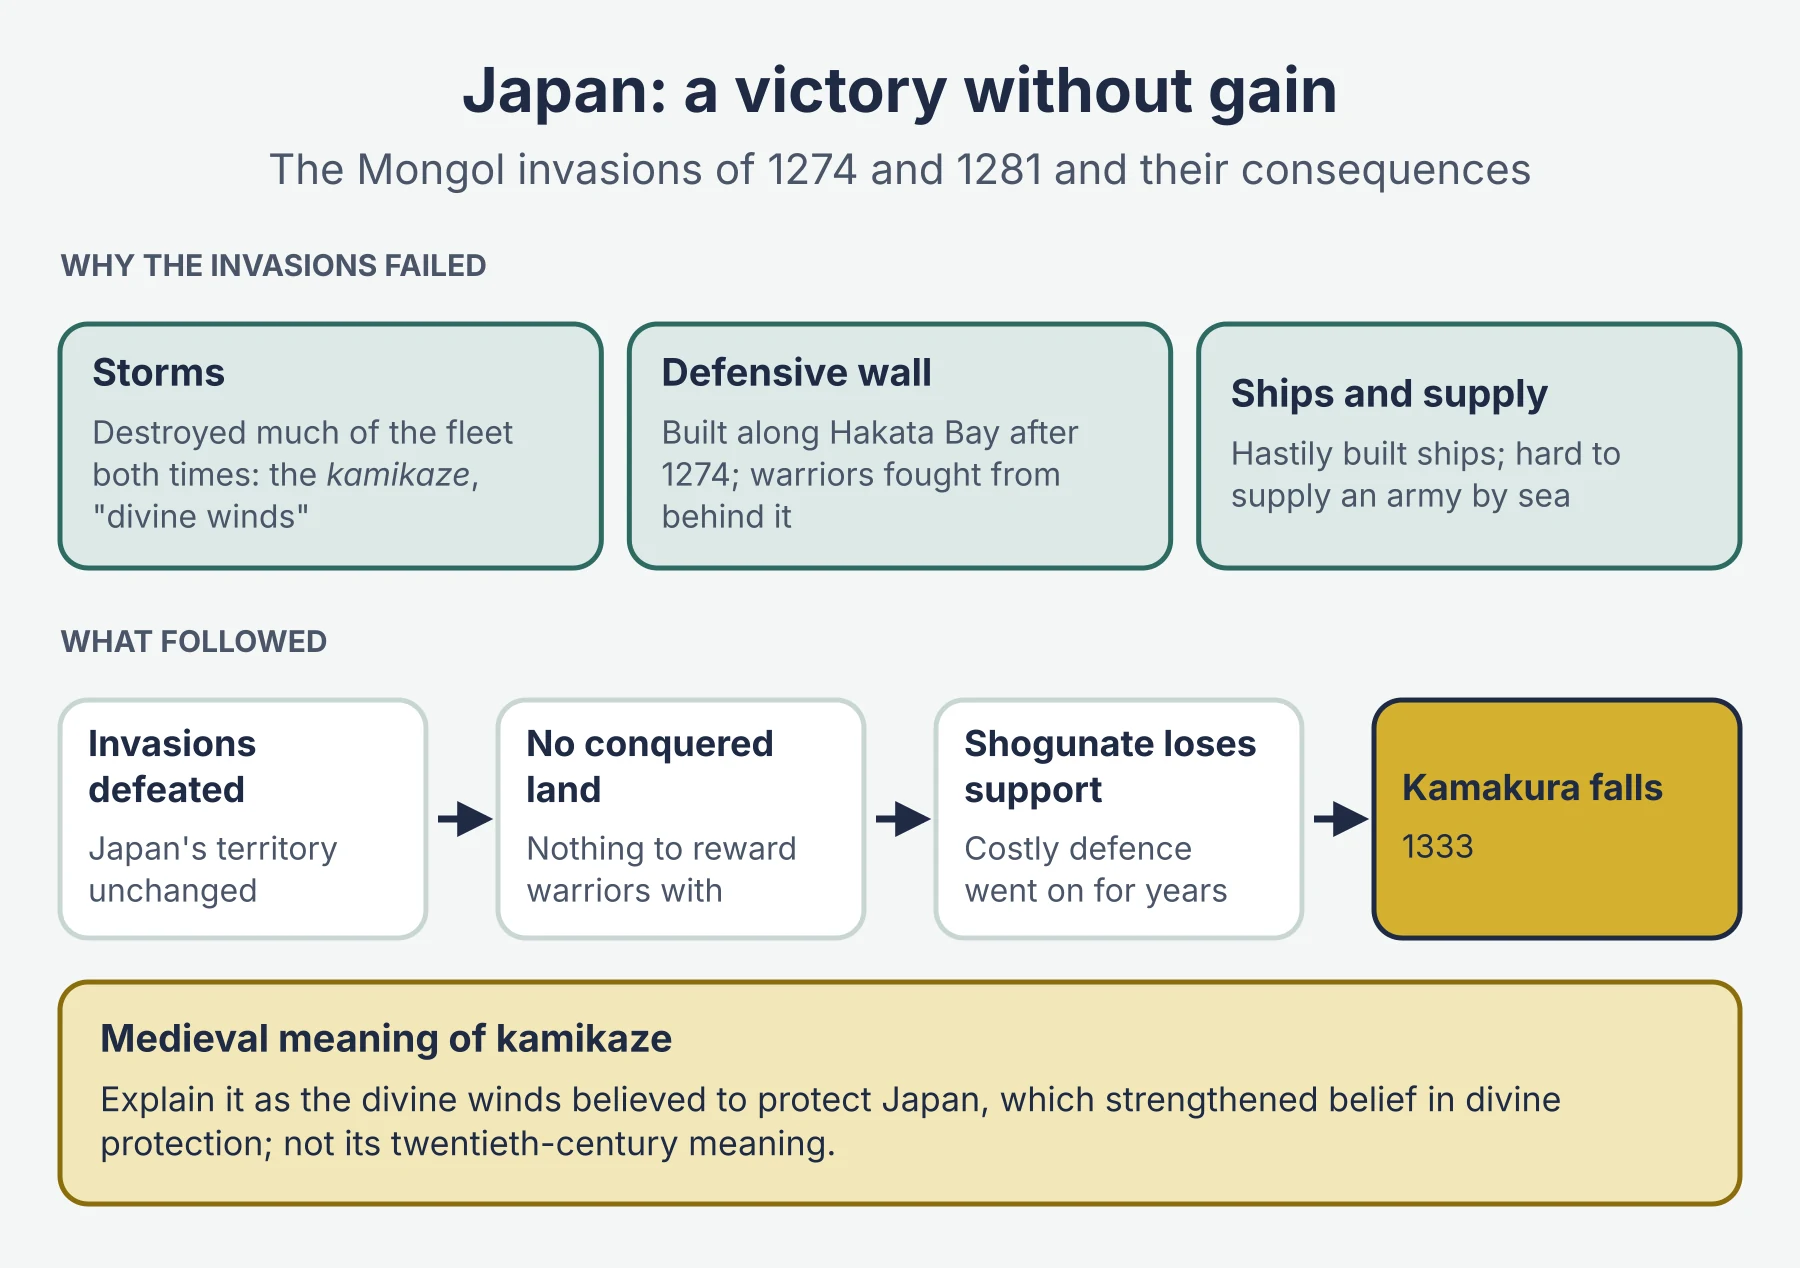 Japan: a victory without gain
The Mongol invasions of 1274 and 1281 and their consequences
WHY THE INVASIONS FAILED
Storms
Destroyed much of the fleet
both times: the kamikaze,
"divine winds"
Defensive wall
Built along Hakata Bay after
1274; warriors fought from
behind it
Ships and supply
Hastily built ships; hard to
supply an army by sea
WHAT FOLLOWED
Invasions
defeated
Japan's territory
unchanged
No conquered
land
Nothing to reward
warriors with
Shogunate loses
support
Costly defence
went on for years
Kamakura falls
1333
Medieval meaning of kamikaze
Explain it as the divine winds believed to protect Japan, which strengthened belief in divine
protection; not its twentieth-century meaning.